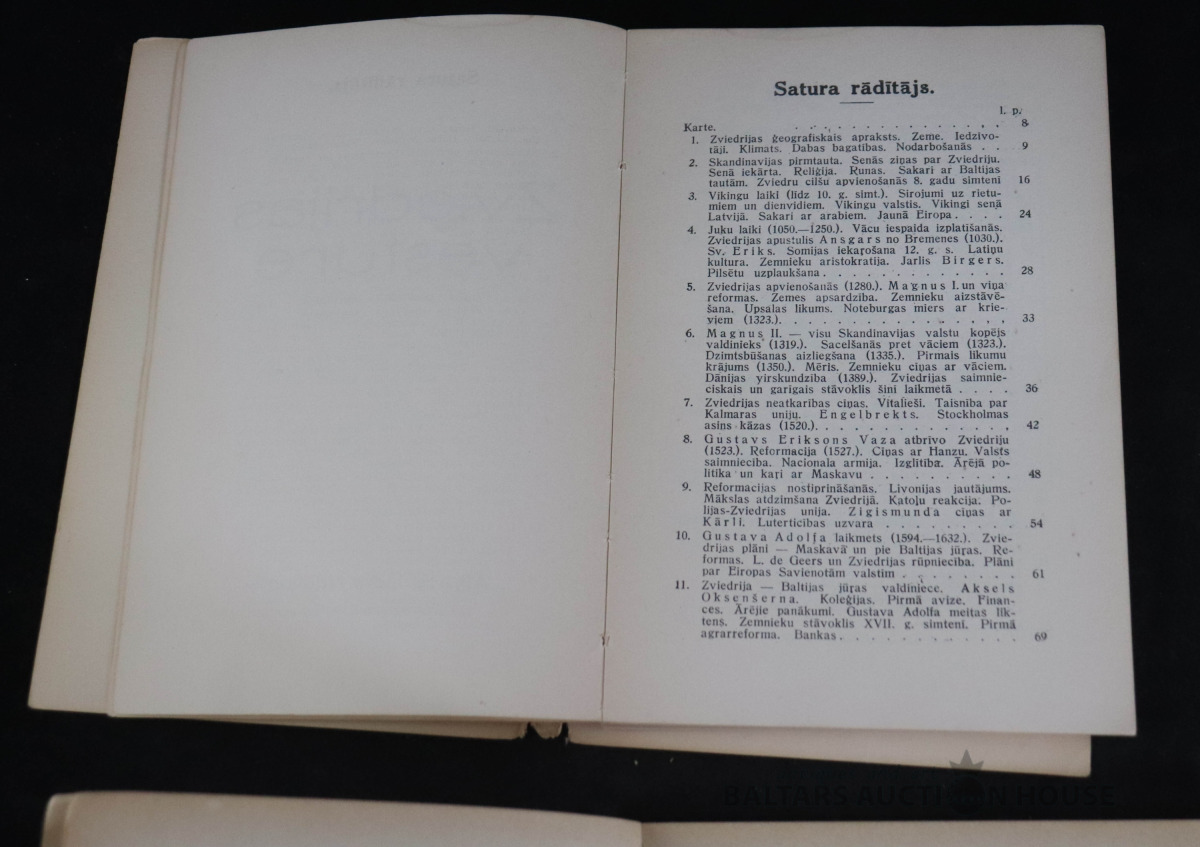 Satura rādītājs.
l. p.
Karte. . . . . . . . . . . . . . . 8
1. Zviedrijas ģeografiskais apraksts. Zeme. Iedzīvo-
tāji. Klimats. Dabas bagatības. Nodarbošanās . . 9
2. Skandinavijas pirmtauta. Senās ziņas par Zviedriju.
Senā iekārta. Reliģija. Runas. Sakari ar Baltijas
tautām. Zviedru cilšu apvienošanās 8. gadu simtenī 16
3. Vikingu laiki (līdz 10. g. simt.). Sirojumi uz rietu-
miem un dienvidiem. Vikingu valstis. Vikingi senā
Latvijā. Sakari ar arabiem. Jaunā Eiropa . . . . 24
4. Juku laiki (1050.—1250.). Vācu iespaida izplatīšanās.
Zviedrijas apustulis Ansgars no Bremenes (1030.).
Sv. Eriks. Somijas iekaŗošana 12. g. s. Latiņu
kultura. Zemnieku aristokratija. Jarlis Birgers.
Pilsētu uzplaukšana . . . . . . . . . . . . . 28
5. Zviedrijas apvienošanās (1280.). Magnus I. un viņa
reformas. Zemes apsardzība. Zemnieku aizstāvē-
šana. Upsalas likums. Noteburgas miers ar krie-
viem (1323.). . . . . . . . . . . . . . . . 33
6. Magnus II. — visu Skandinavijas valstu kopējs
valdinieks (1319.). Sacelšanās pret vāciem (1323.).
Dzimtsbūšanas aizliegšana (1335.). Pirmais likumu
krājums (1350.). Mēris. Zemnieku ciņas ar vāciem.
Dānijas virskundzība (1389.). Zviedrijas saimnie-
ciskais un garīgais stāvoklis šinī laikmetā . . . . 36
7. Zviedrijas neatkarības ciņas. Vitalieši. Taisnība par
Kalmaras uniju. Engelbrekts. Stockholmas
asins kāzas (1520.). . . . . . . . . . . . . . 42
8. Gustavs Eriksons Vaza atbrīvo Zviedriju
(1523.). Reformacija (1527.). Ciņas ar Hanzu. Valsts
saimniecība. Nacionala armija. Izglītība. Ārējā po-
litika un kaŗi ar Maskavu . . . . . . . . . . 48
9. Reformacijas nostiprināšanās. Livonijas jautājums.
Mākslas atdzimšana Zviedrijā. Katoļu reakcija. Po-
lijas-Zviedrijas unija. Zigismunda ciņas ar
Kārli. Luterticības uzvara . . . . . . . . . 54
10. Gustava Adolfa laikmets (1594.—1632.). Zvie-
drijas plāni — Maskavā un pie Baltijas jūras. Re-
formas. L. de Geers un Zviedrijas rūpniecība. Plāni
par Eiropas Savienotām valstīm . . . . . . . . 61
11. Zviedrija — Baltijas jūras valdiniece. Aksels
Oksenšerna. Koleģijas. Pirmā avize. Finan-
ces. Ārējie panākumi. Gustava Adolfa meitas lik-
tens. Zemnieku stāvoklis XVII. g. simtenī. Pirmā
agrarreforma. Bankas . . . . . . . . . . . . 69
BALTARS AUCTION HOUSE